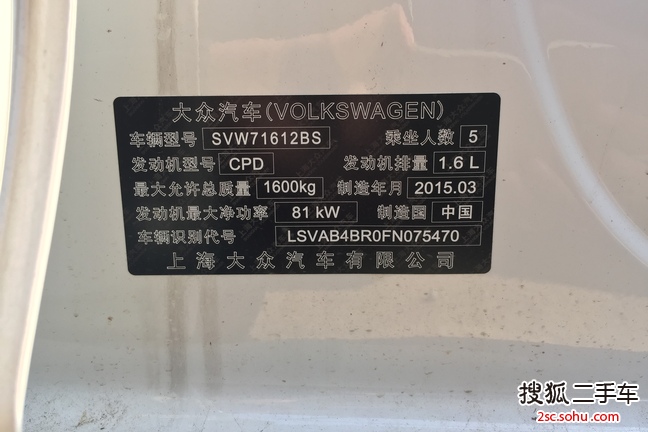 大众汽车(VOLKSWAGEN)
车辆型号 SVW71612BS 乘坐人数 5
发动机型号 CPD 发动机排量 1.6 L
最大允许总质量 1600kg 制造年月 2015.03
发动机最大净功率 81 kW 制造国 中国
车辆识别代号 LSVAB4BR0FN075470
上海大众汽车有限公司
搜狐二手车
2sc.sohu.com